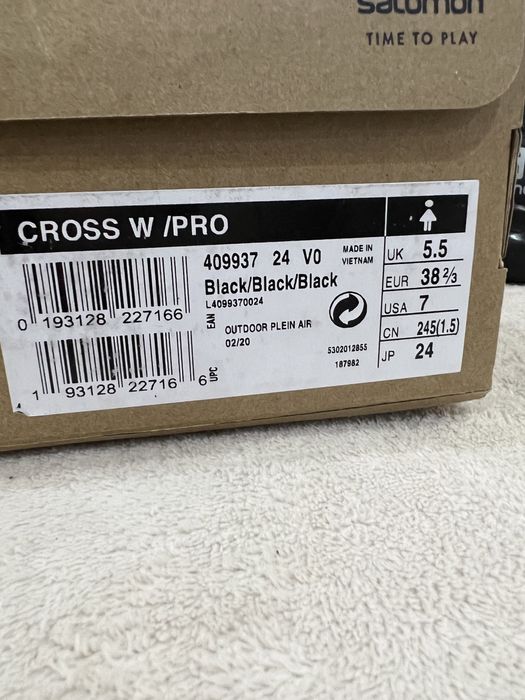 salomon
TIME TO PLAY
CROSS W /PRO
409937 24 V0
MADE IN
VIETNAM
Black/Black/Black
L4099370024
0 193128 227166
EAN
OUTDOOR PLEIN AIR
02/20
5302012855
187982
1 93128 22716 6
UPC
UK 5.5
EUR 38 2/3
USA 7
CN 245(1.5)
JP 24